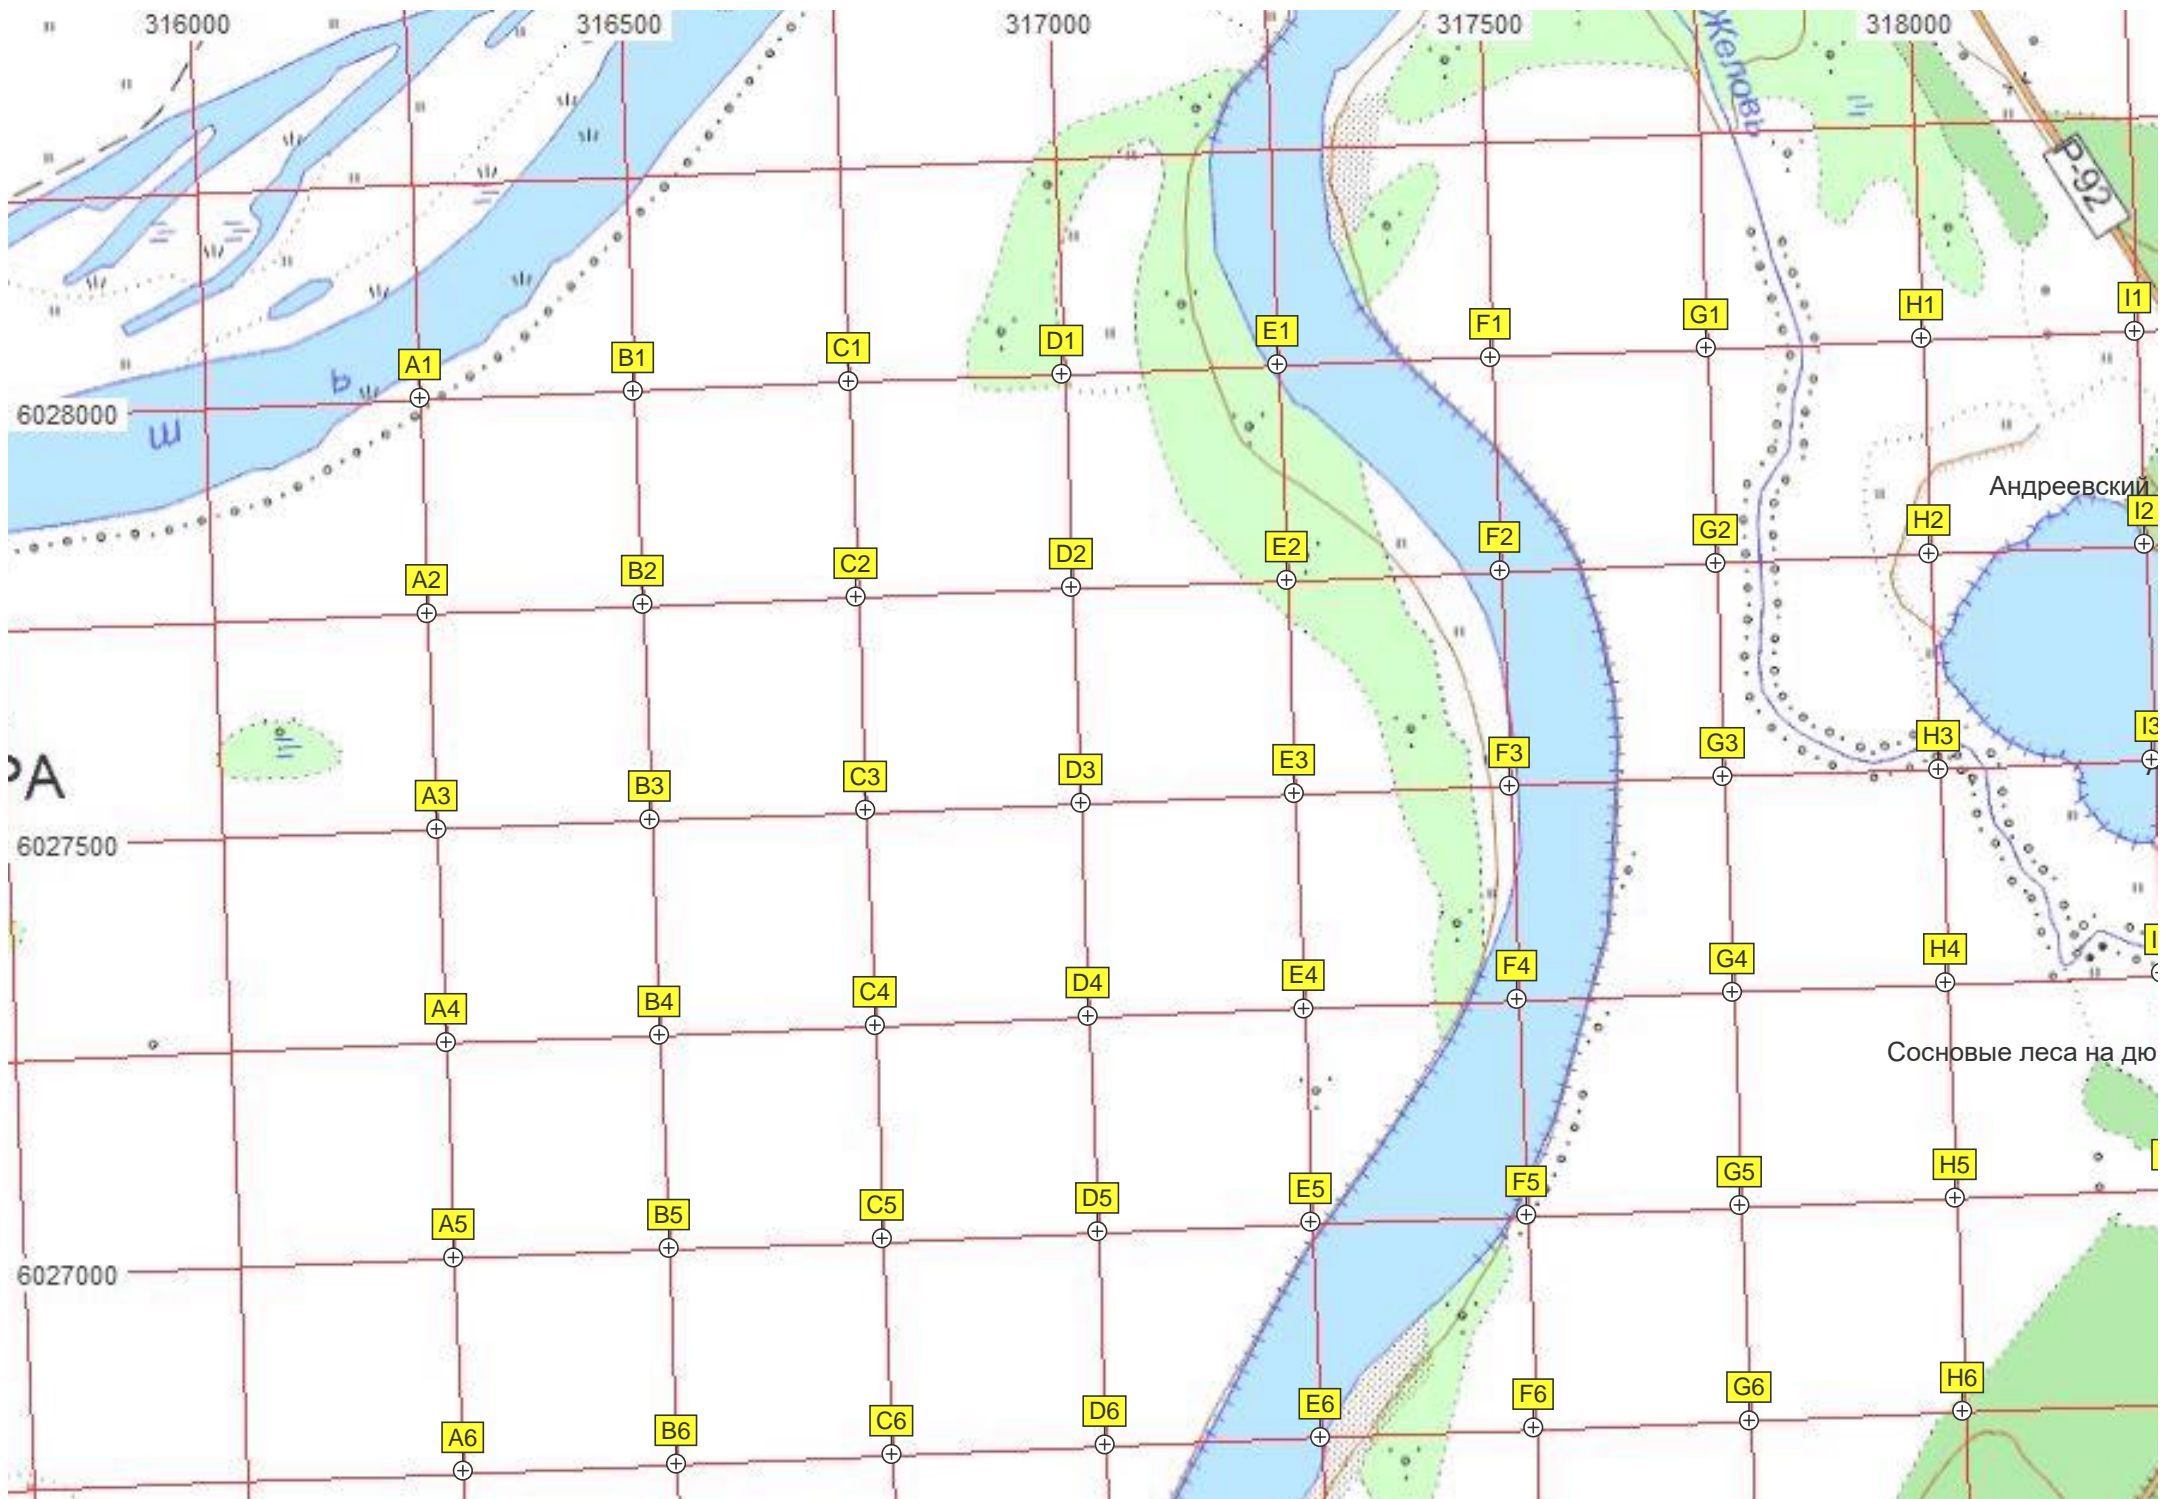 316000 316500 317000 317500 318000
Желовь
Р-92
A1 B1 C1 D1 E1 F1 G1 H1 I1
ь
6028000
Ш
Андреевский
A2 B2 C2 D2 E2 F2 G2 H2 I2
РА
A3 B3 C3 D3 E3 F3 G3 H3 I3
6027500
A4 B4 C4 D4 E4 F4 G4 H4 I
Сосновые леса на дю
A5 B5 C5 D5 E5 F5 G5 H5
6027000
A6 B6 C6 D6 E6 F6 G6 H6